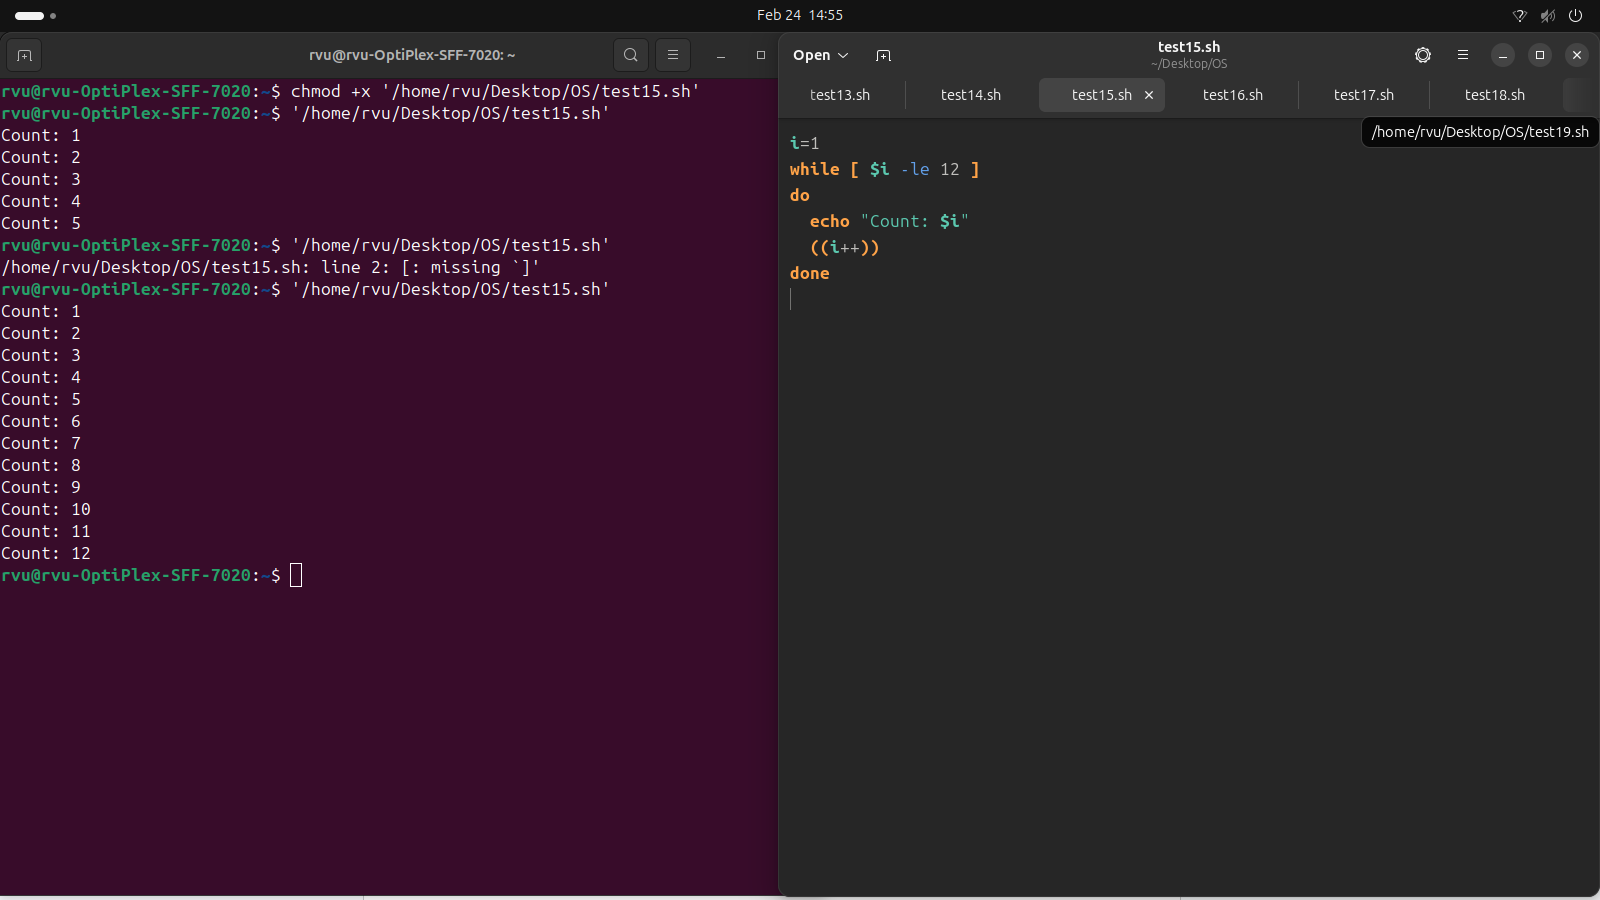 Feb 24 14:55
rvu@rvu-OptiPlex-SFF-7020: ~
rvu@rvu-OptiPlex-SFF-7020:~$ chmod +x '/home/rvu/Desktop/OS/test15.sh'
rvu@rvu-OptiPlex-SFF-7020:~$ '/home/rvu/Desktop/OS/test15.sh'
Count: 1
Count: 2
Count: 3
Count: 4
Count: 5
rvu@rvu-OptiPlex-SFF-7020:~$ '/home/rvu/Desktop/OS/test15.sh'
/home/rvu/Desktop/OS/test15.sh: line 2: [: missing `]'
rvu@rvu-OptiPlex-SFF-7020:~$ '/home/rvu/Desktop/OS/test15.sh'
Count: 1
Count: 2
Count: 3
Count: 4
Count: 5
Count: 6
Count: 7
Count: 8
Count: 9
Count: 10
Count: 11
Count: 12
rvu@rvu-OptiPlex-SFF-7020:~$
Open
test15.sh
~/Desktop/OS
test13.sh test14.sh test15.sh test16.sh test17.sh test18.sh
/home/rvu/Desktop/OS/test19.sh
i=1
while [ $i -le 12 ]
do
  echo "Count: $i"
  ((i++))
done